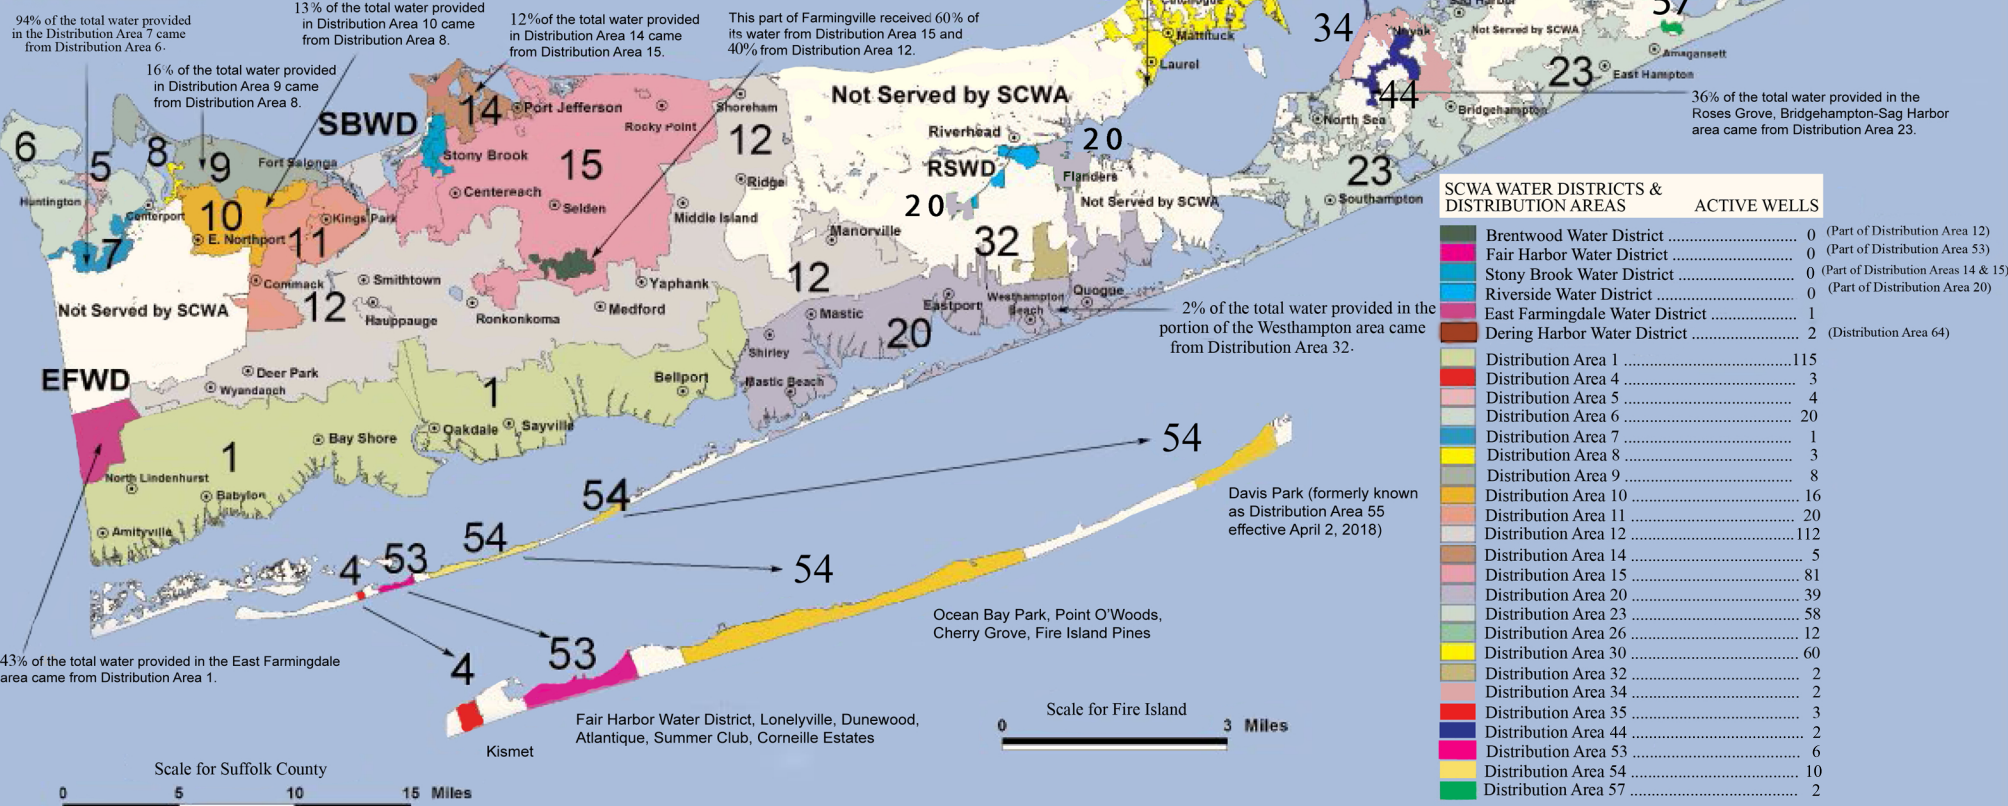 94% of the total water provided
in the Distribution Area 7 came
from Distribution Area 6.
13% of the total water provided
in Distribution Area 10 came
from Distribution Area 8.
12% of the total water provided
in Distribution Area 14 came
from Distribution Area 15.
This part of Farmingville received 60% of
its water from Distribution Area 15 and
40% from Distribution Area 12.
16% of the total water provided
in Distribution Area 9 came
from Distribution Area 8.
Mattituck
Laurel
34
Noyak
44
Not Served by SCWA
57
Amagansett
East Hampton
23
Bridgehampton
North Sea
36% of the total water provided in the
Roses Grove, Bridgehampton-Sag Harbor
area came from Distribution Area 23.
6
5
8
9
SBWD
14
Port Jefferson
Rocky Point
Shoreham
12
Not Served by SCWA
Riverhead
20
RSWD
20
Flanders
Not Served by SCWA
23
Southampton
Fort Salonga
Stony Brook
15
Centereach
Selden
Ridge
Middle Island
Manorville
32
Huntington
Centerport
10
E. Northport
Kings Park
11
7
Commack
Smithtown
12
Hauppauge
Ronkonkoma
Yaphank
Medford
12
Mastic
20
Eastport
Westhampton
Beach
Quogue
2% of the total water provided in the
portion of the Westhampton area came
from Distribution Area 32.
Not Served by SCWA
EFWD
Deer Park
Wyandanch
Shirley
Mastic Beach
Bellport
1
Oakdale
Sayville
Bay Shore
1
North Lindenhurst
Babylon
Amityville
54
54
53
4
54
Davis Park (formerly known
as Distribution Area 55
effective April 2, 2018)
54
Ocean Bay Park, Point O'Woods,
Cherry Grove, Fire Island Pines
53
4
43% of the total water provided in the East Farmingdale
area came from Distribution Area 1.
Fair Harbor Water District, Lonelyville, Dunewood,
Atlantique, Summer Club, Corneille Estates
Kismet
Scale for Fire Island
0 3 Miles
Scale for Suffolk County
0 5 10 15 Miles
SCWA WATER DISTRICTS &
DISTRIBUTION AREAS ACTIVE WELLS
Brentwood Water District 0 (Part of Distribution Area 12)
Fair Harbor Water District 0 (Part of Distribution Area 53)
Stony Brook Water District 0 (Part of Distribution Areas 14 & 15)
Riverside Water District 0 (Part of Distribution Area 20)
East Farmingdale Water District 1
Dering Harbor Water District 2 (Distribution Area 64)
Distribution Area 1 115
Distribution Area 4 3
Distribution Area 5 4
Distribution Area 6 20
Distribution Area 7 1
Distribution Area 8 3
Distribution Area 9 8
Distribution Area 10 16
Distribution Area 11 20
Distribution Area 12 112
Distribution Area 14 5
Distribution Area 15 81
Distribution Area 20 39
Distribution Area 23 58
Distribution Area 26 12
Distribution Area 30 60
Distribution Area 32 2
Distribution Area 34 2
Distribution Area 35 3
Distribution Area 44 2
Distribution Area 53 6
Distribution Area 54 10
Distribution Area 57 2